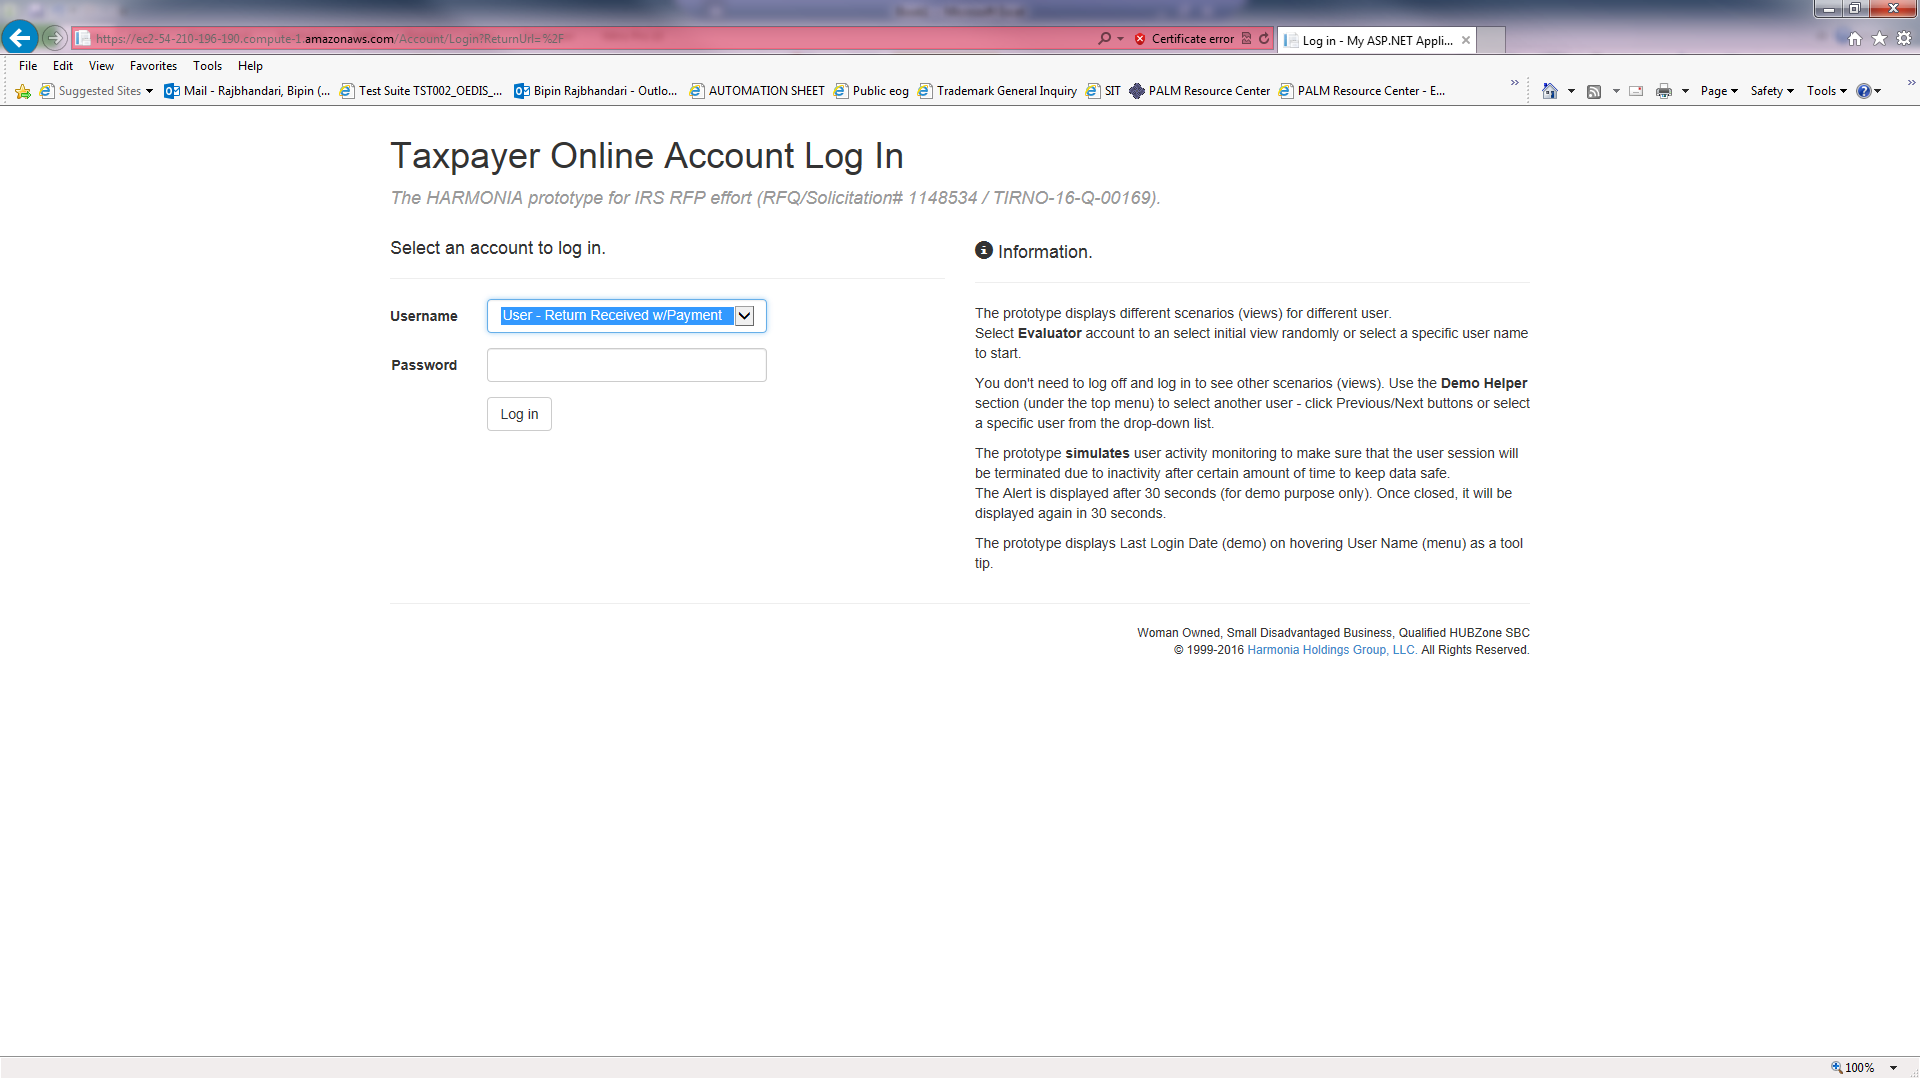 https://ec2-54-210-196-190.compute-1.amazonaws.com/Account/Login?ReturnUrl=%2F
Certificate error
Log in - My ASP.NET Appli...
File Edit View Favorites Tools Help
Suggested Sites Mail - Rajbhandari, Bipin (... Test Suite TST002_OEDIS_... Bipin Rajbhandari - Outlo... AUTOMATION SHEET Public eog Trademark General Inquiry SIT PALM Resource Center PALM Resource Center - E... Page Safety Tools
Taxpayer Online Account Log In
The HARMONIA prototype for IRS RFP effort (RFQ/Solicitation# 1148534 / TIRNO-16-Q-00169).
Select an account to log in.
Username User - Return Received w/Payment
Password
Log in
Information.
The prototype displays different scenarios (views) for different user.
Select Evaluator account to an select initial view randomly or select a specific user name
to start.
You don't need to log off and log in to see other scenarios (views). Use the Demo Helper
section (under the top menu) to select another user - click Previous/Next buttons or select
a specific user from the drop-down list.
The prototype simulates user activity monitoring to make sure that the user session will
be terminated due to inactivity after certain amount of time to keep data safe.
The Alert is displayed after 30 seconds (for demo purpose only). Once closed, it will be
displayed again in 30 seconds.
The prototype displays Last Login Date (demo) on hovering User Name (menu) as a tool
tip.
Woman Owned, Small Disadvantaged Business, Qualified HUBZone SBC
© 1999-2016 Harmonia Holdings Group, LLC. All Rights Reserved.
100%